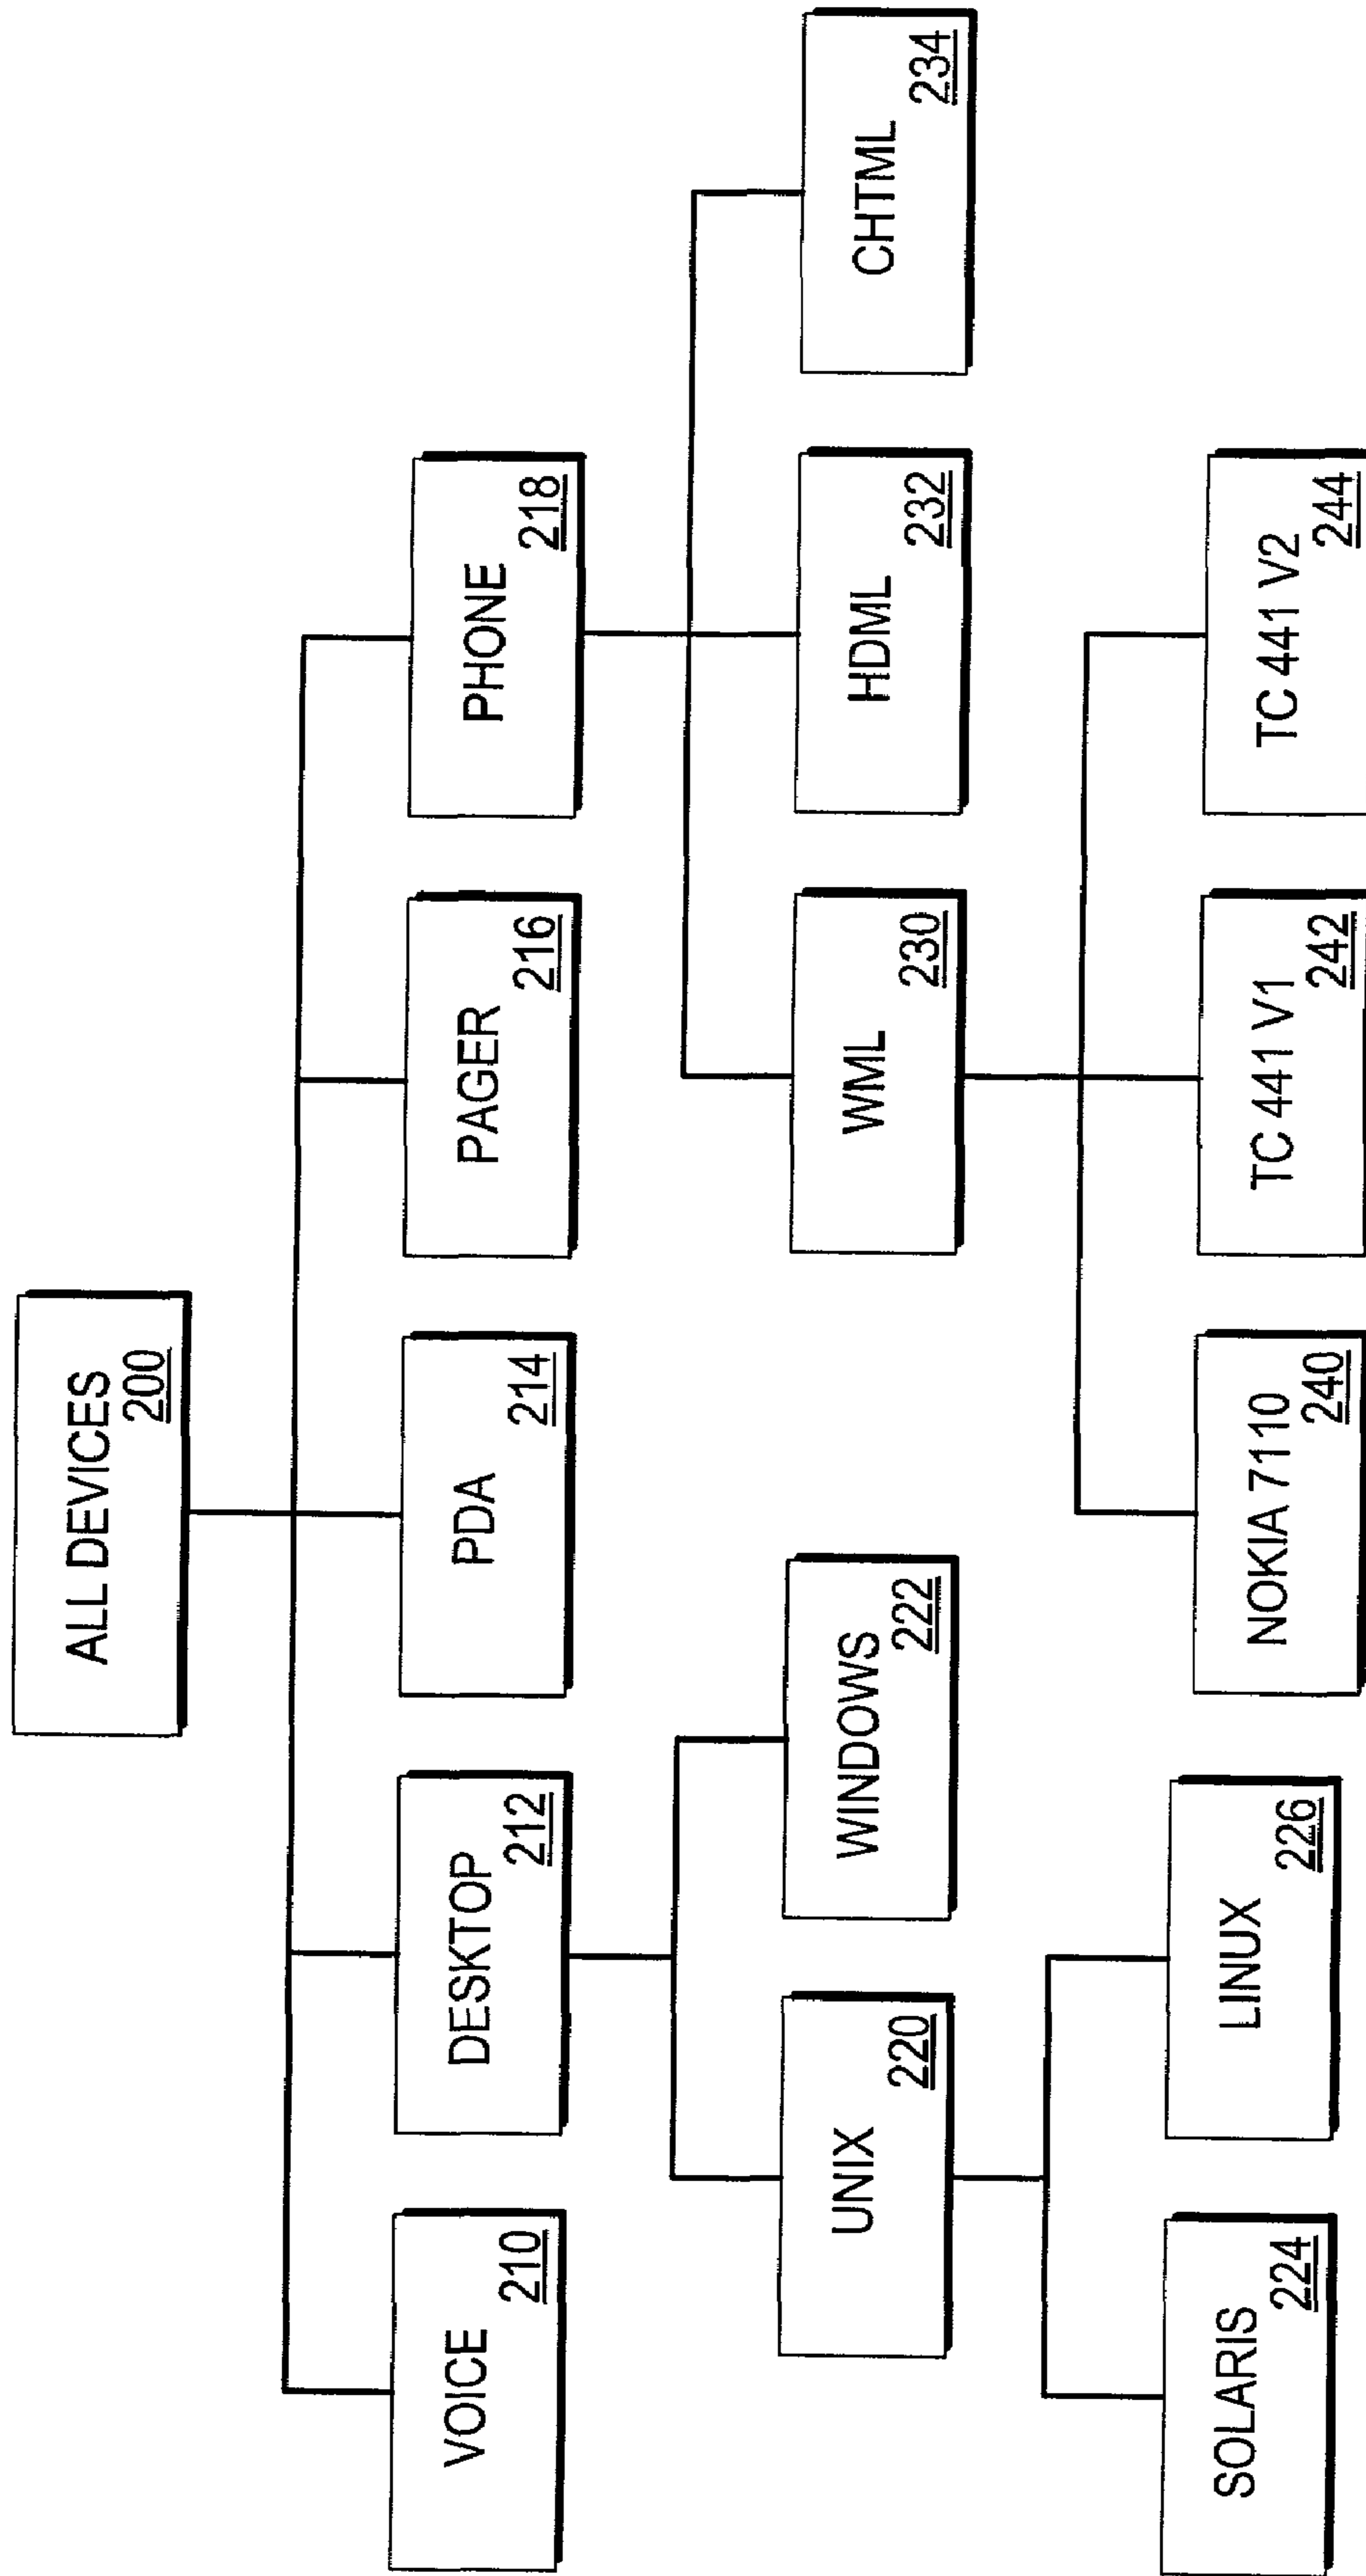 ALL DEVICES
200
VOICE
210
DESKTOP
212
PDA
214
PAGER
216
PHONE
218
UNIX
220
WINDOWS
222
WML
230
HDML
232
CHTML
234
SOLARIS
224
LINUX
226
NOKIA 7110
240
TC 441 V1
242
TC 441 V2
244